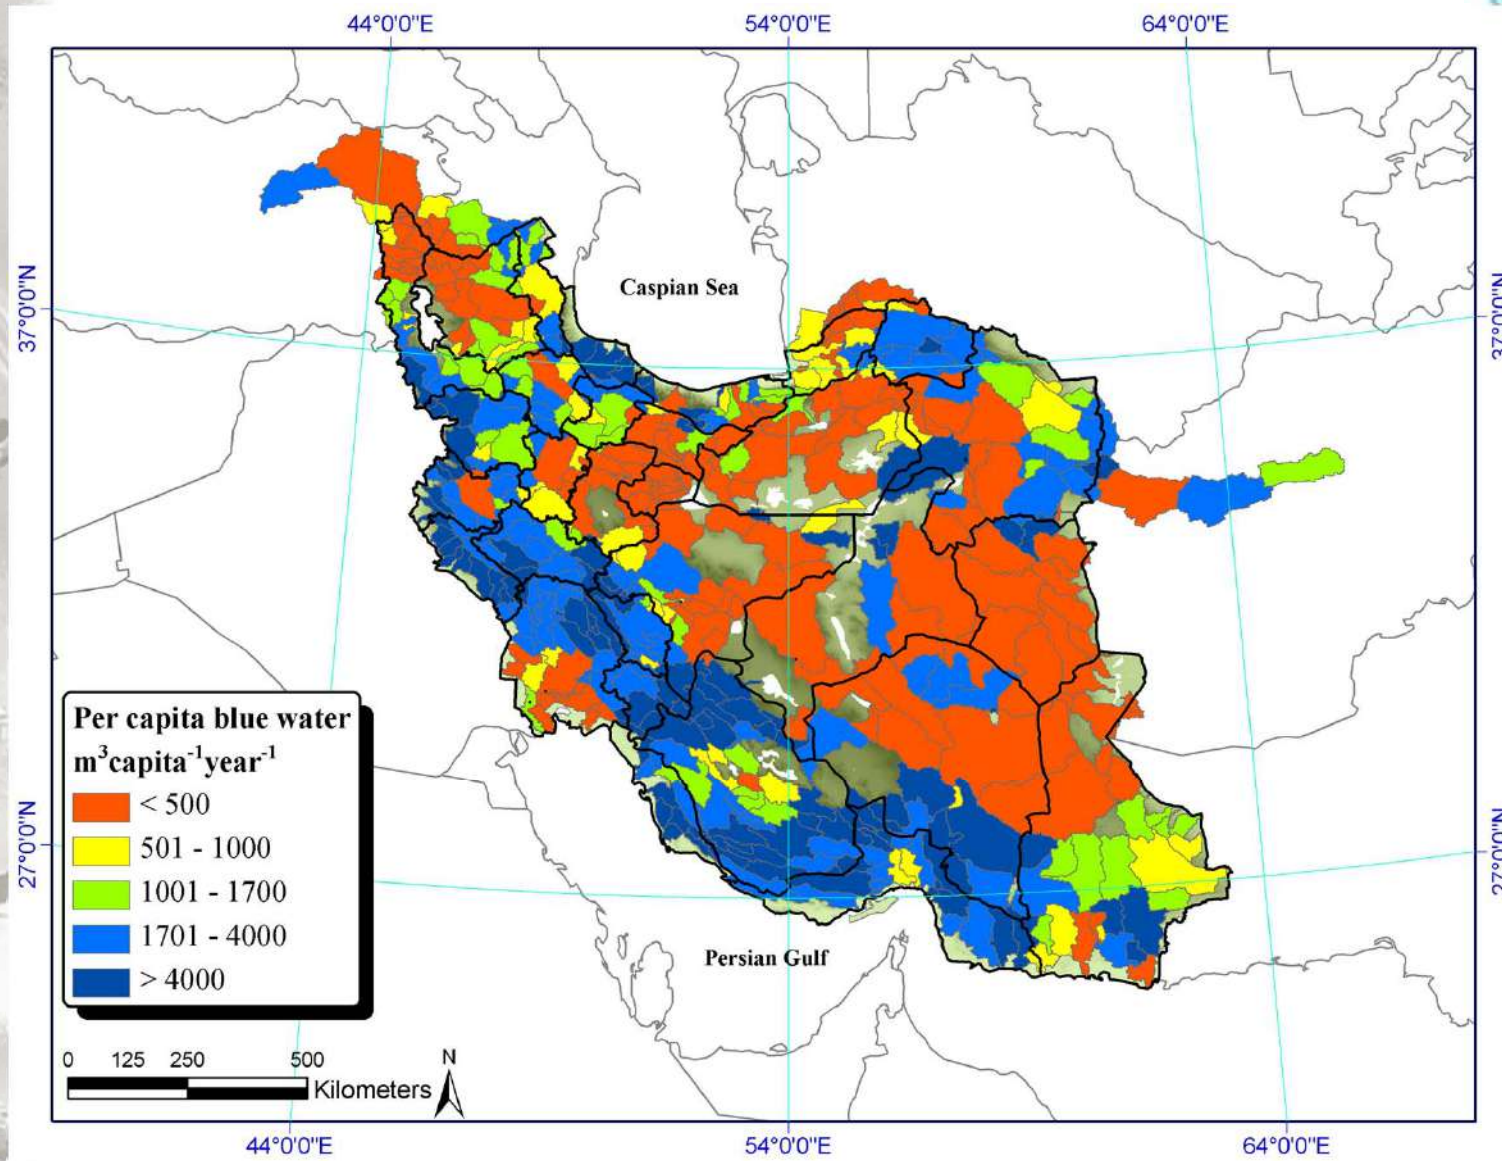 44°0'0"E 54°0'0"E 64°0'0"E
Caspian Sea
37°0'0"N
37°0'0"N
Per capita blue water
m³capita⁻¹year⁻¹
< 500
501 - 1000
1001 - 1700
1701 - 4000
> 4000
27°0'0"N
27°0'0"N
Persian Gulf
0 125 250 500
Kilometers
N
44°0'0"E 54°0'0"E 64°0'0"E